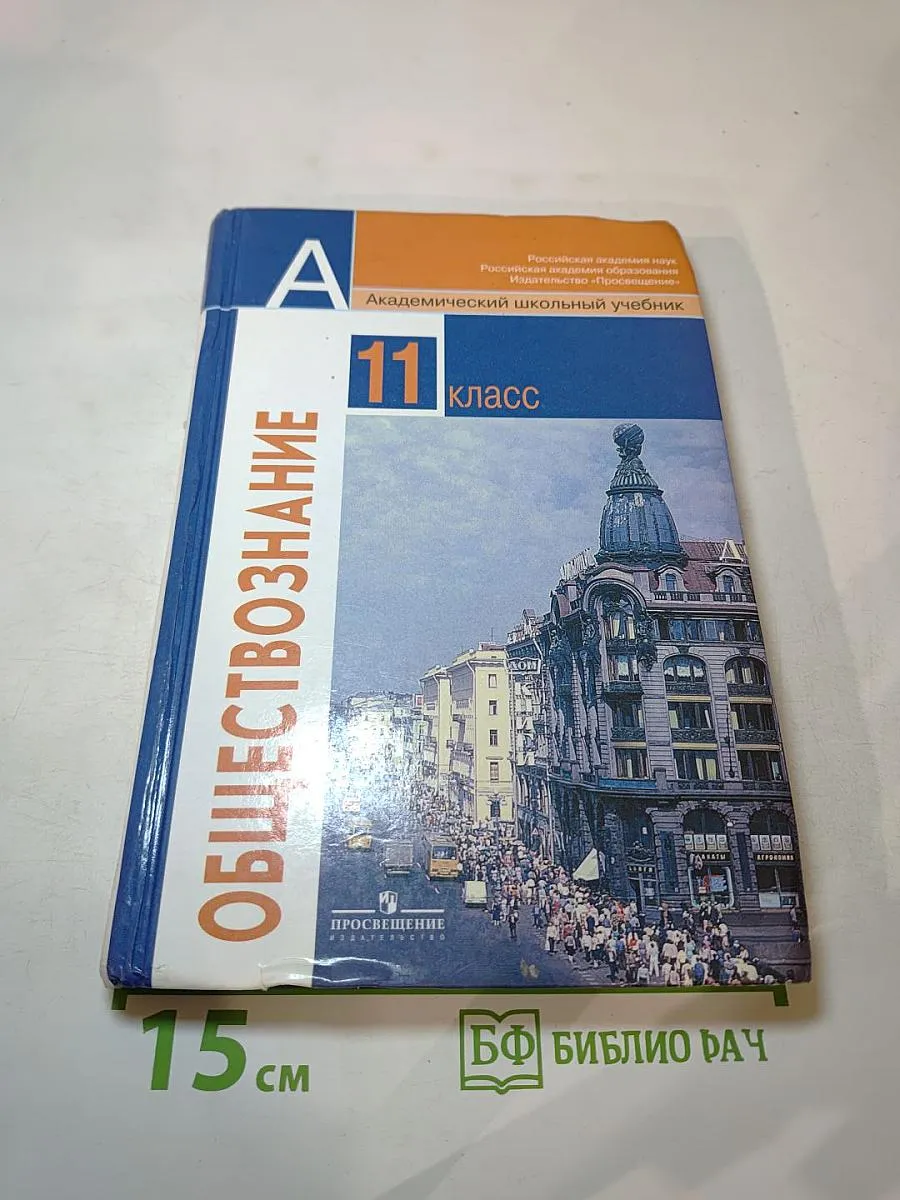 А
Российская академия наук
Российская академия образования
Издательство «Просвещение»
Академический школьный учебник
11
класс
ОБЩЕСТВОЗНАНИЕ
АГРОНОМИЯ
ПРОСВЕЩЕНИЕ
ИЗДАТЕЛЬСТВО
15 см
БФ БИБЛИО